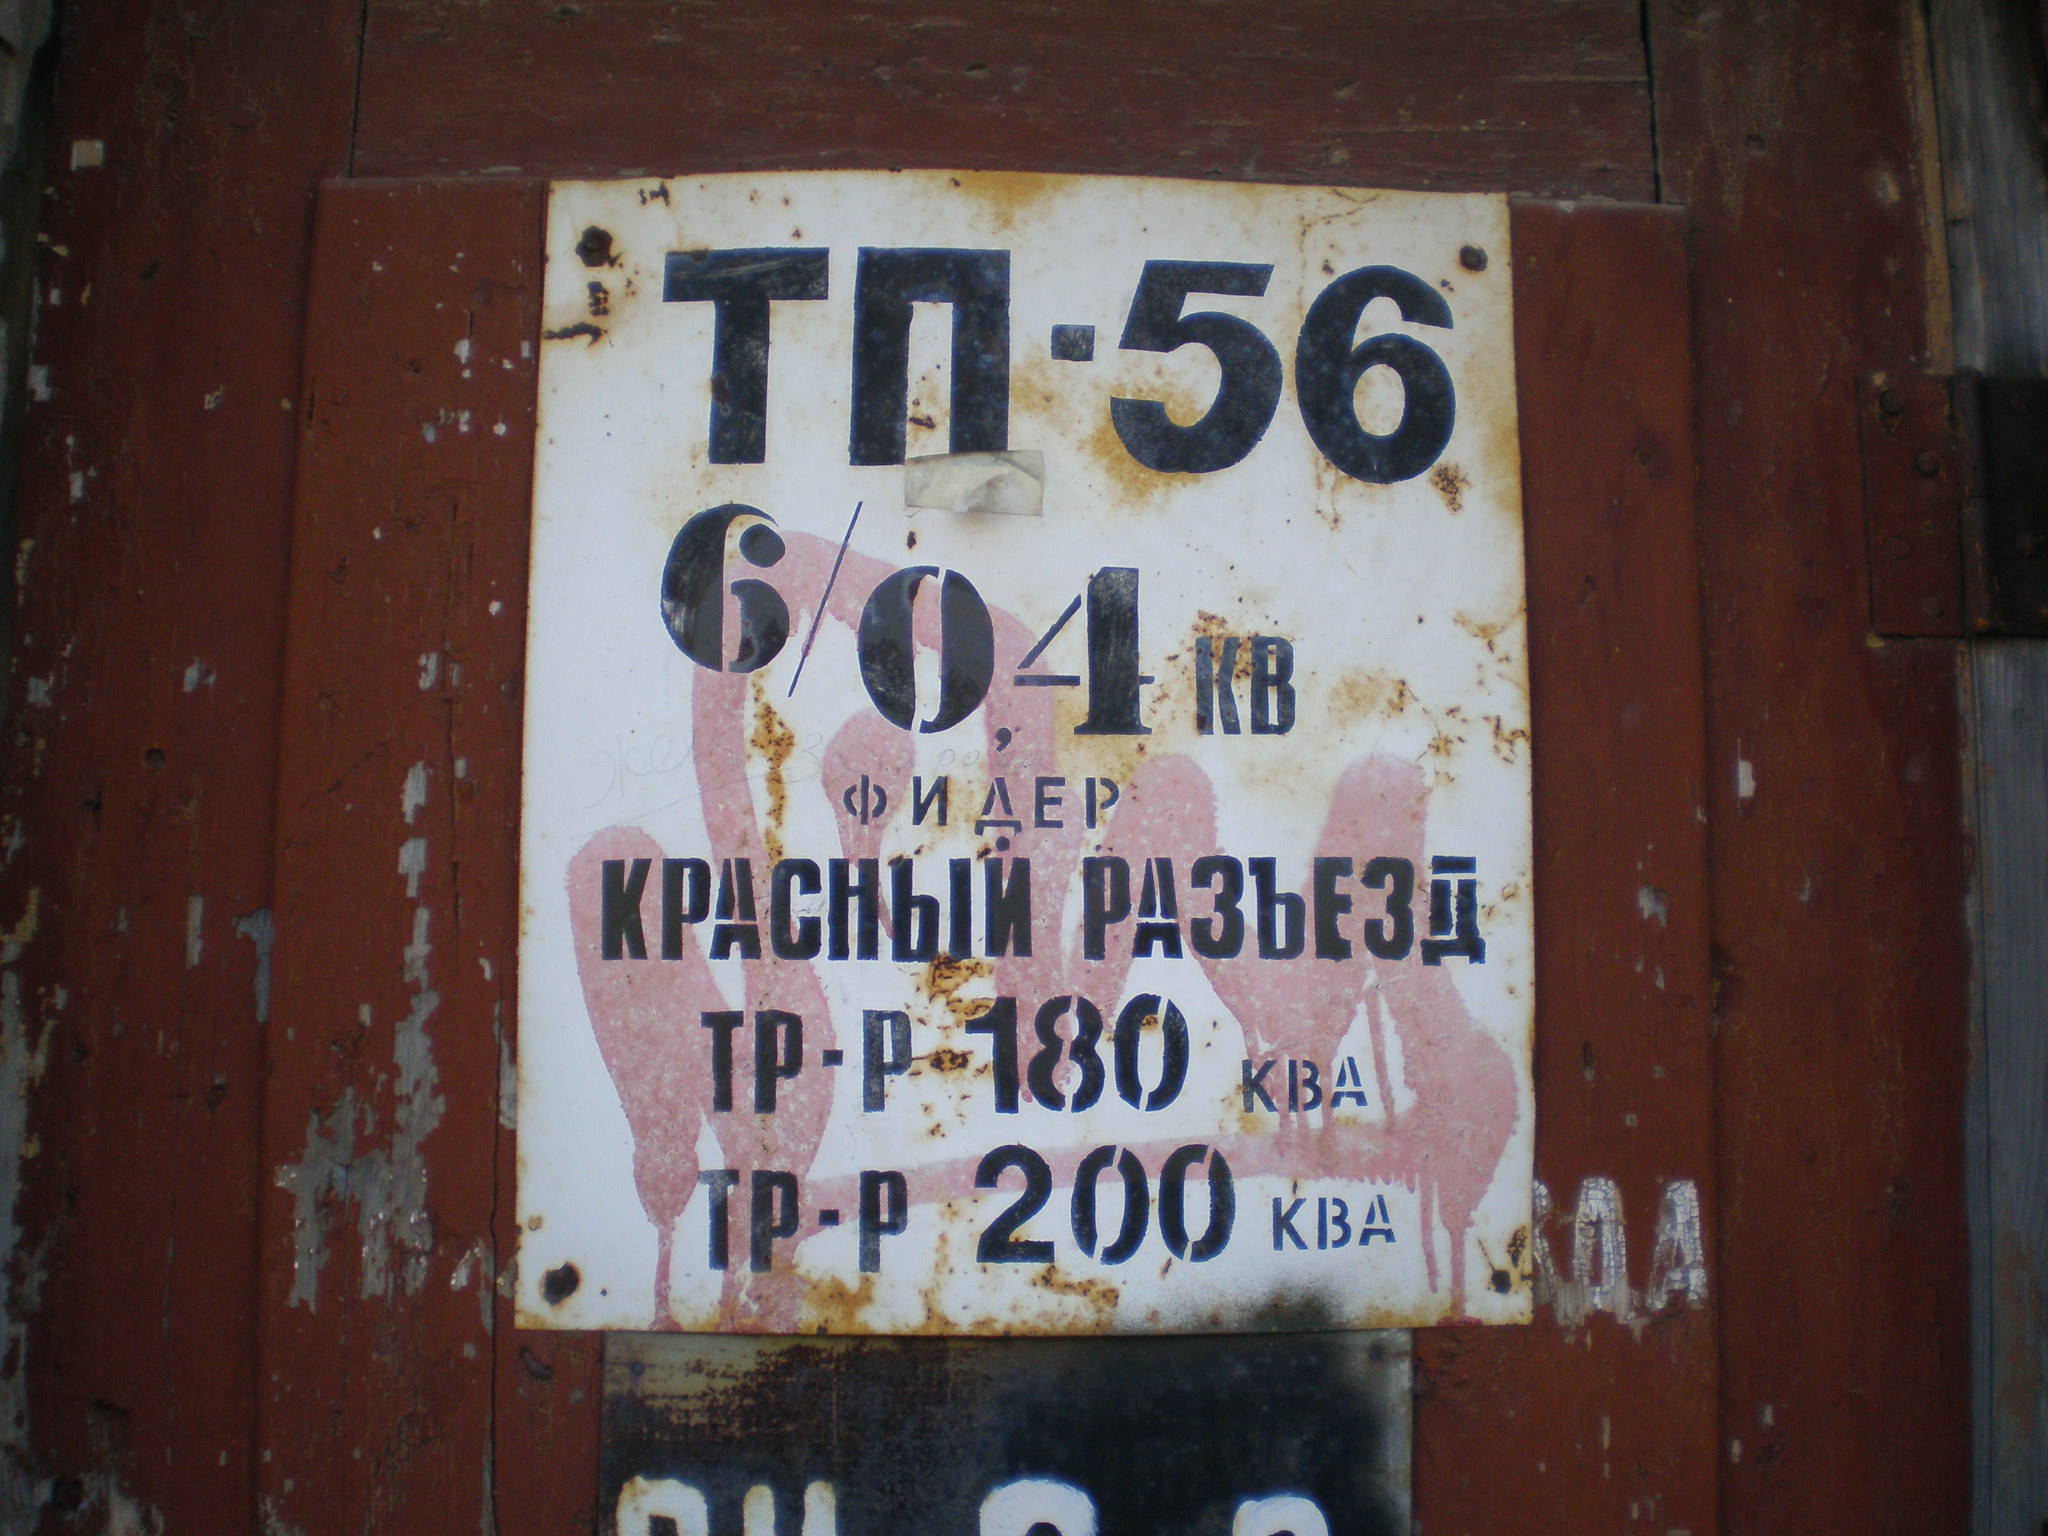 ТП-56
6/0,4 КВ
ФИДЕР
КРАСНЫЙ РАЗЪЕЗД
ТР-Р 180 КВА
ТР-Р 200 КВА